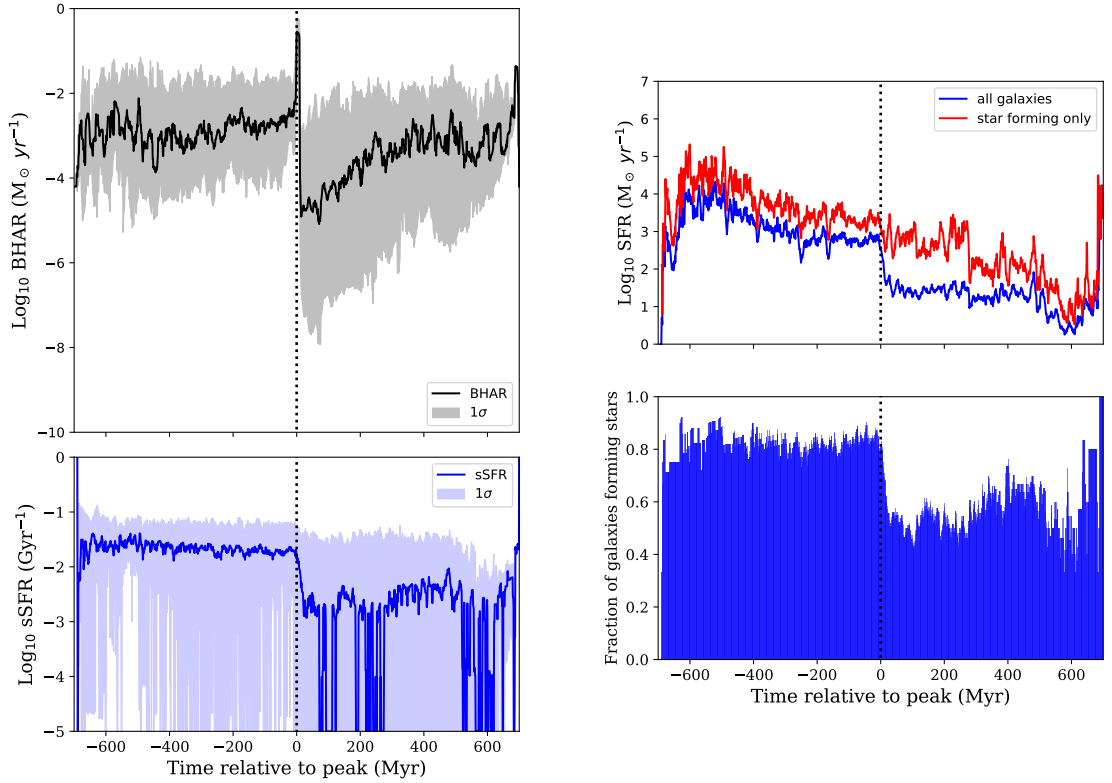 0
−2
−4
−6
−8
−10
Log₁₀ BHAR (M⊙ yr⁻¹)
BHAR
1σ
0
−1
−2
−3
−4
−5
Log₁₀ sSFR (Gyr⁻¹)
sSFR
1σ
−600 −400 −200 0 200 400 600
Time relative to peak (Myr)
7
6
5
4
3
2
1
0
Log₁₀ SFR (M⊙ yr⁻¹)
all galaxies
star forming only
1.0
0.8
0.6
0.4
0.2
0.0
Fraction of galaxies forming stars
−600 −400 −200 0 200 400 600
Time relative to peak (Myr)